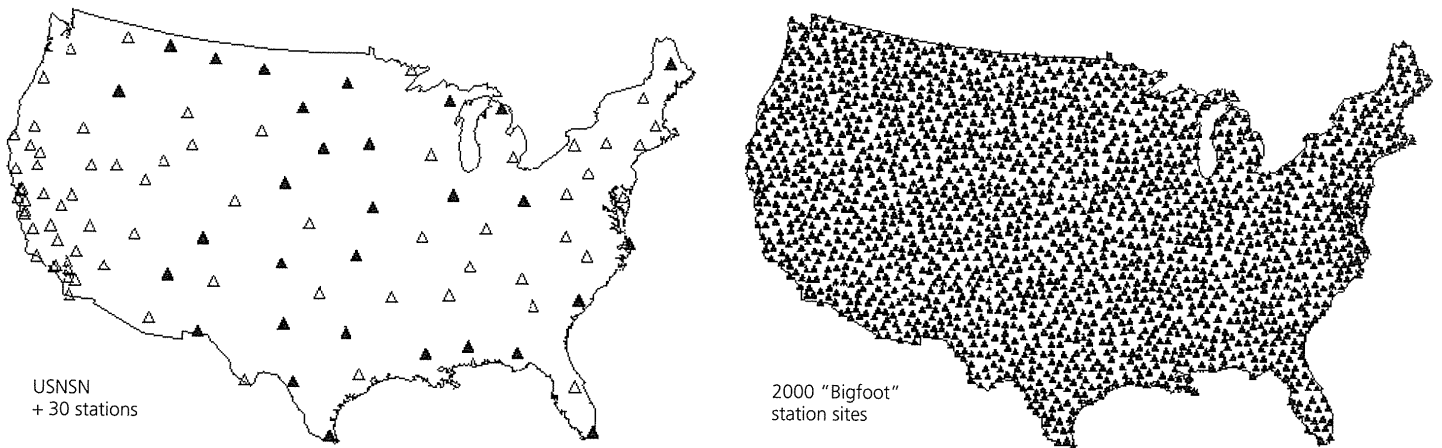 USNSN
+ 30 stations
2000 “Bigfoot”
station sites